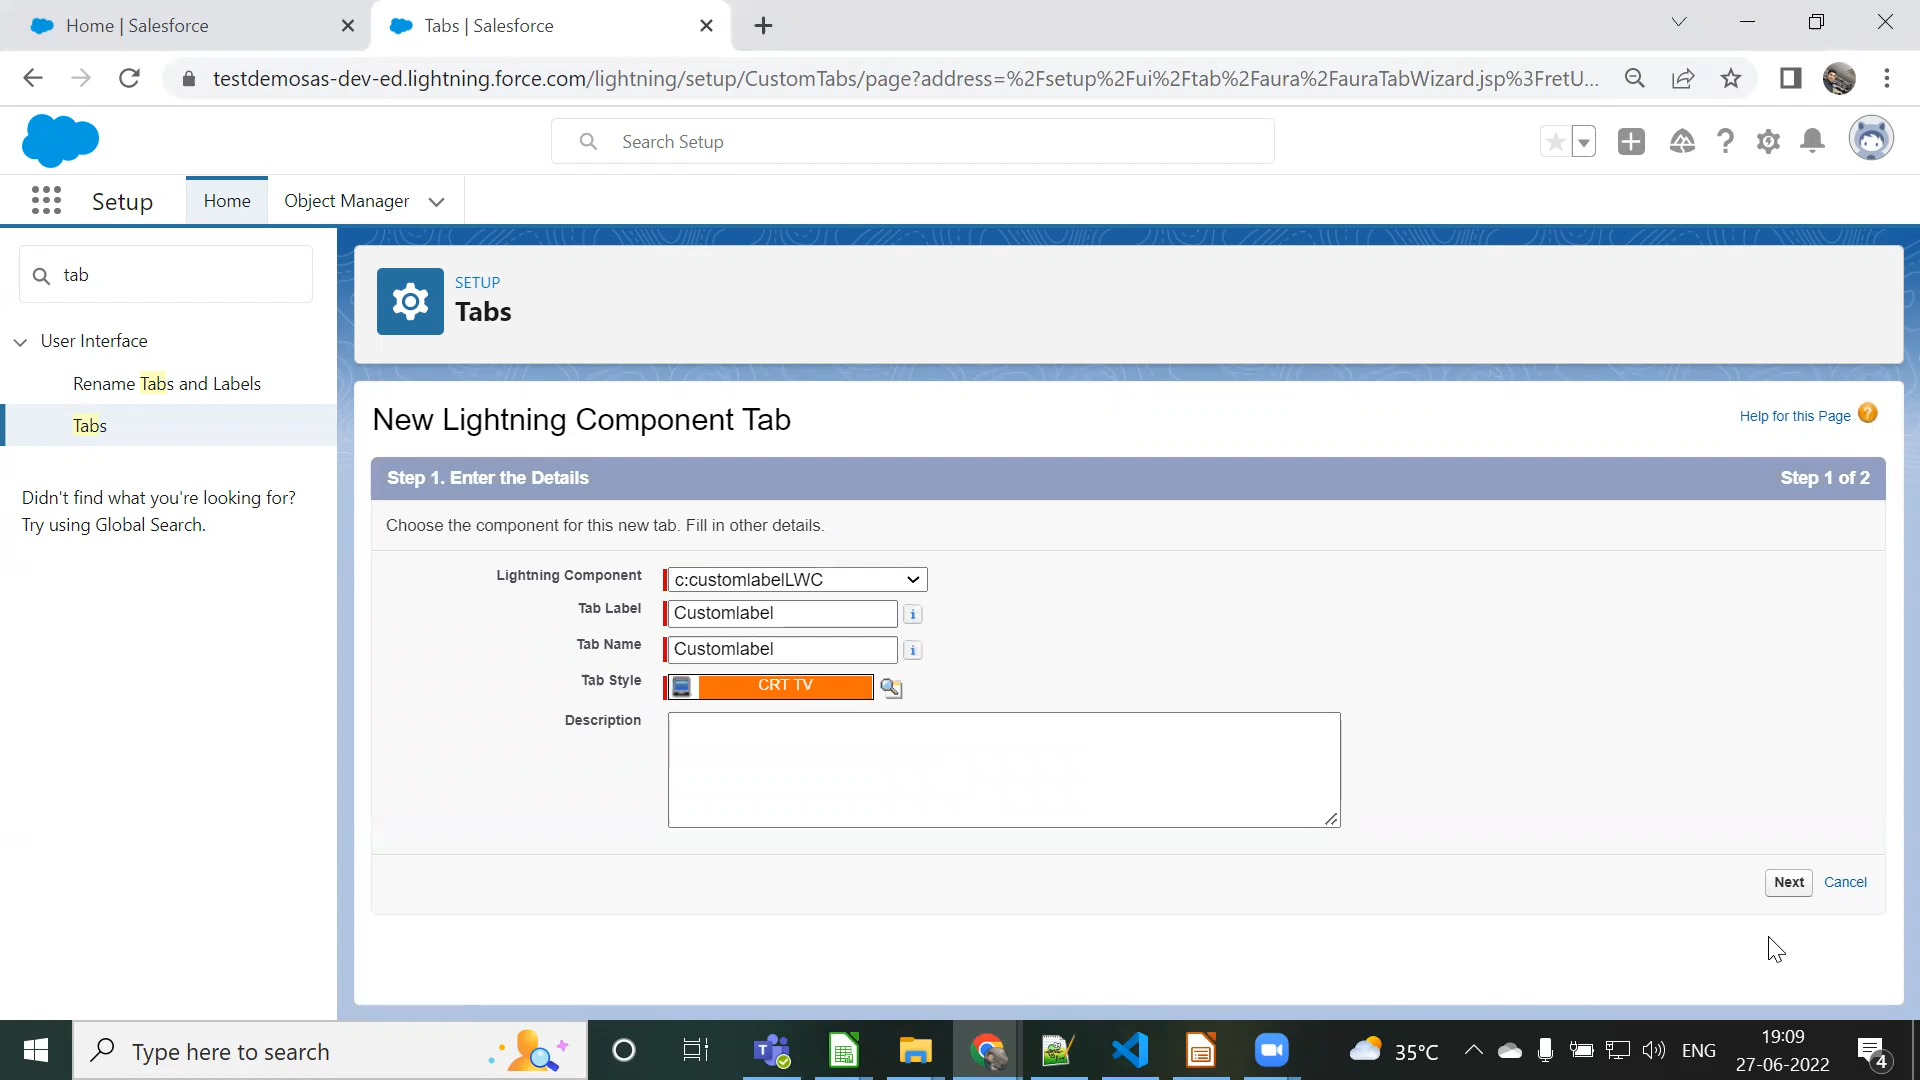 Home | Salesforce
Tabs | Salesforce
testdemosas-dev-ed.lightning.force.com/lightning/setup/CustomTabs/page?address=%2Fsetup%2Fui%2Ftab%2Faura%2FauraTabWizard.jsp%3FretU...
Search Setup
Setup
Home
Object Manager
tab
User Interface
Rename Tabs and Labels
Tabs
Didn't find what you're looking for?
Try using Global Search.
SETUP
Tabs
New Lightning Component Tab
Help for this Page
Step 1. Enter the Details
Step 1 of 2
Choose the component for this new tab. Fill in other details.
Lightning Component
c:customlabelLWC
Tab Label
Customlabel
Tab Name
Customlabel
Tab Style
CRT TV
Description
Next
Cancel
Type here to search
35°C
ENG
19:09
27-06-2022
4